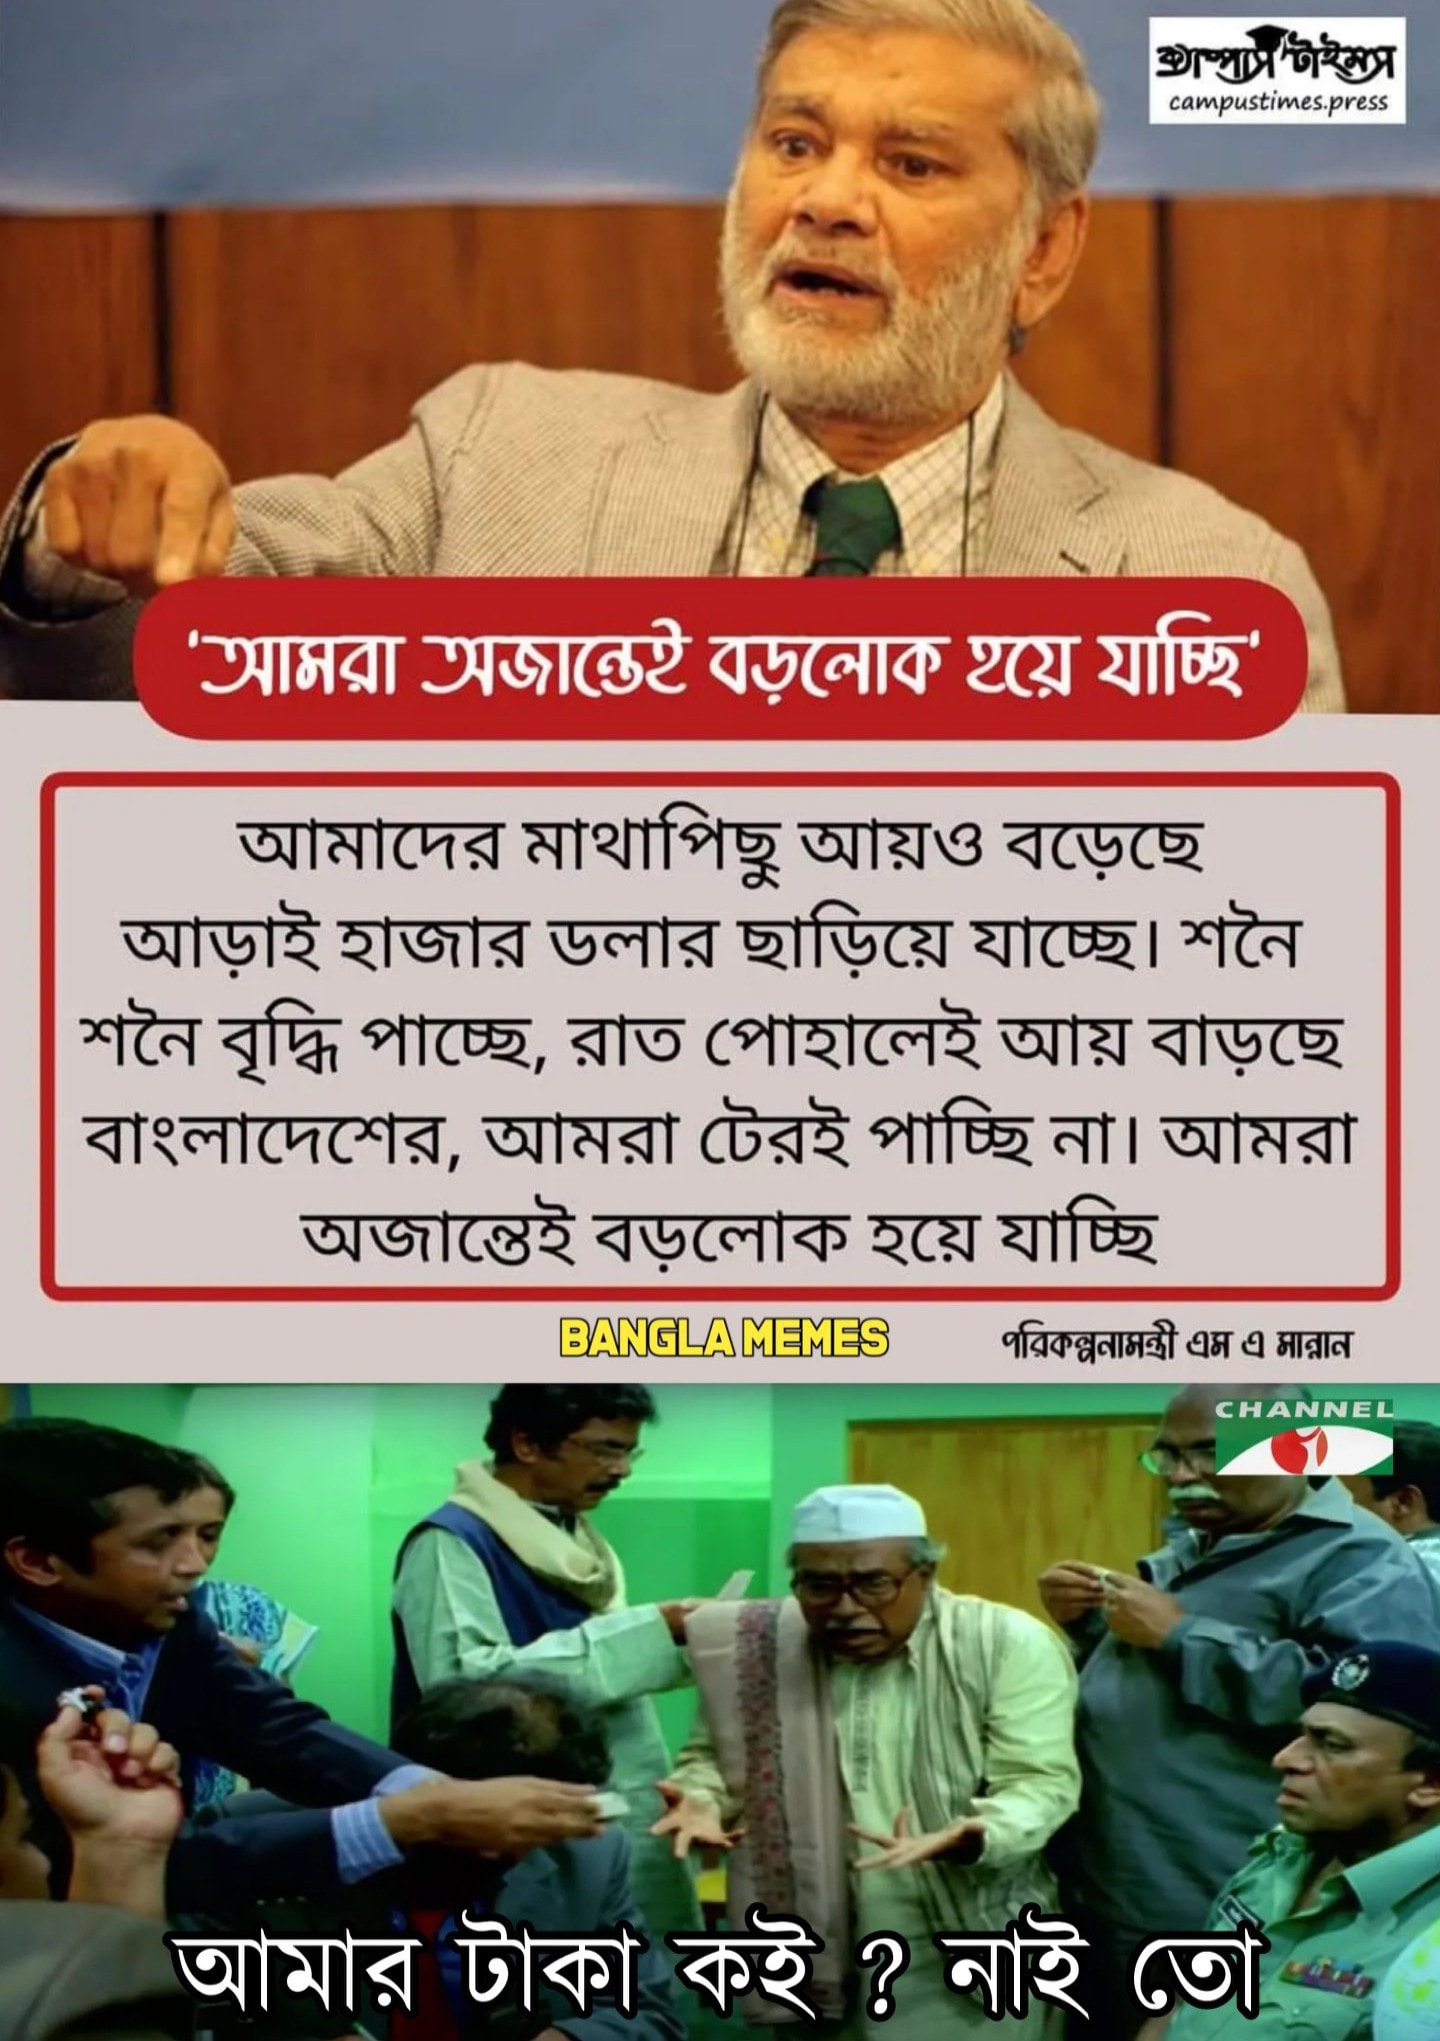 ক্যাম্পাস টাইমস
campustimes.press
'আমরা অজান্তেই বড়লোক হয়ে যাচ্ছি'
আমাদের মাথাপিছু আয়ও বড়েছে
আড়াই হাজার ডলার ছাড়িয়ে যাচ্ছে। শনৈ
শনৈ বৃদ্ধি পাচ্ছে, রাত পোহালেই আয় বাড়ছে
বাংলাদেশের, আমরা টেরই পাচ্ছি না। আমরা
অজান্তেই বড়লোক হয়ে যাচ্ছি
BANGLA MEMES
পরিকল্পনামন্ত্রী এম এ মান্নান
CHANNEL
আমার টাকা কই ? নাই তো